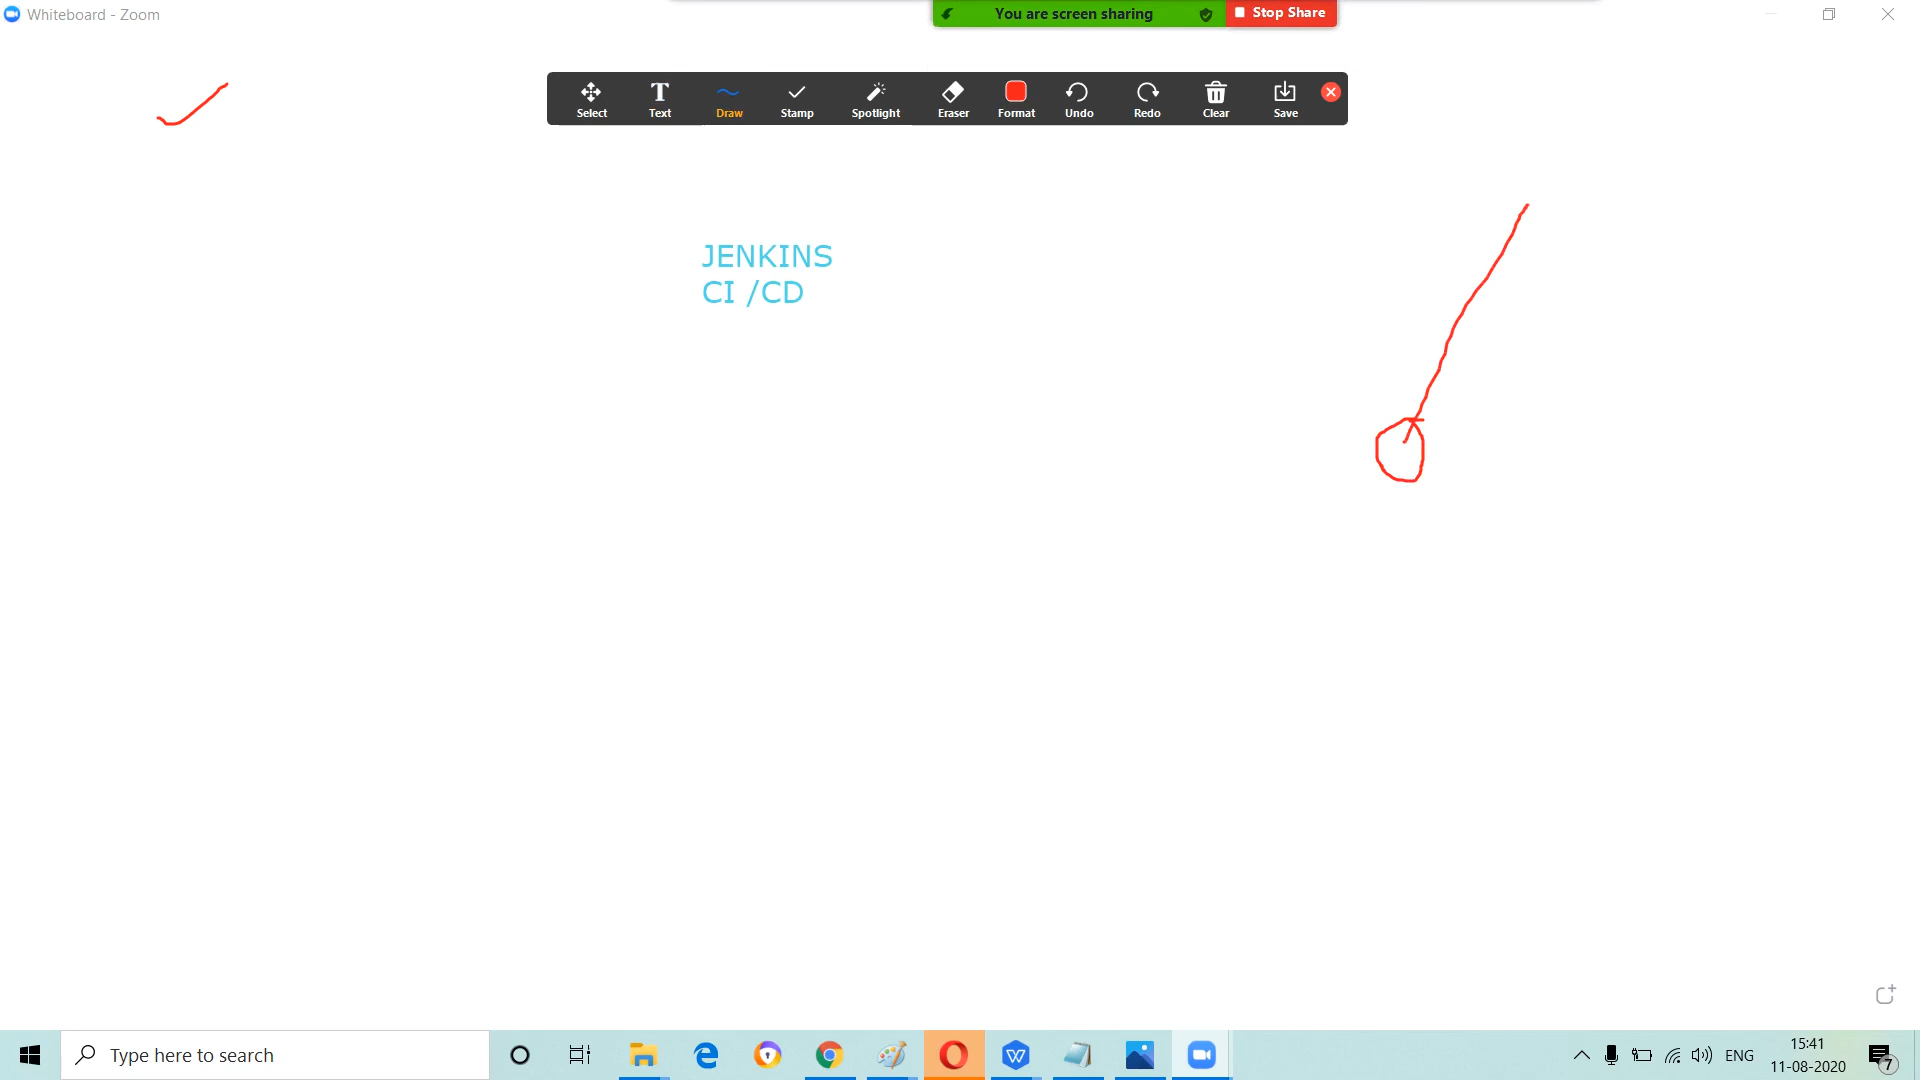 Whiteboard - Zoom
You are screen sharing
Stop Share
Select
Text
Draw
Stamp
Spotlight
Eraser
Format
Undo
Redo
Clear
Save
JENKINS
CI /CD
Type here to search
ENG
15:41
11-08-2020
7